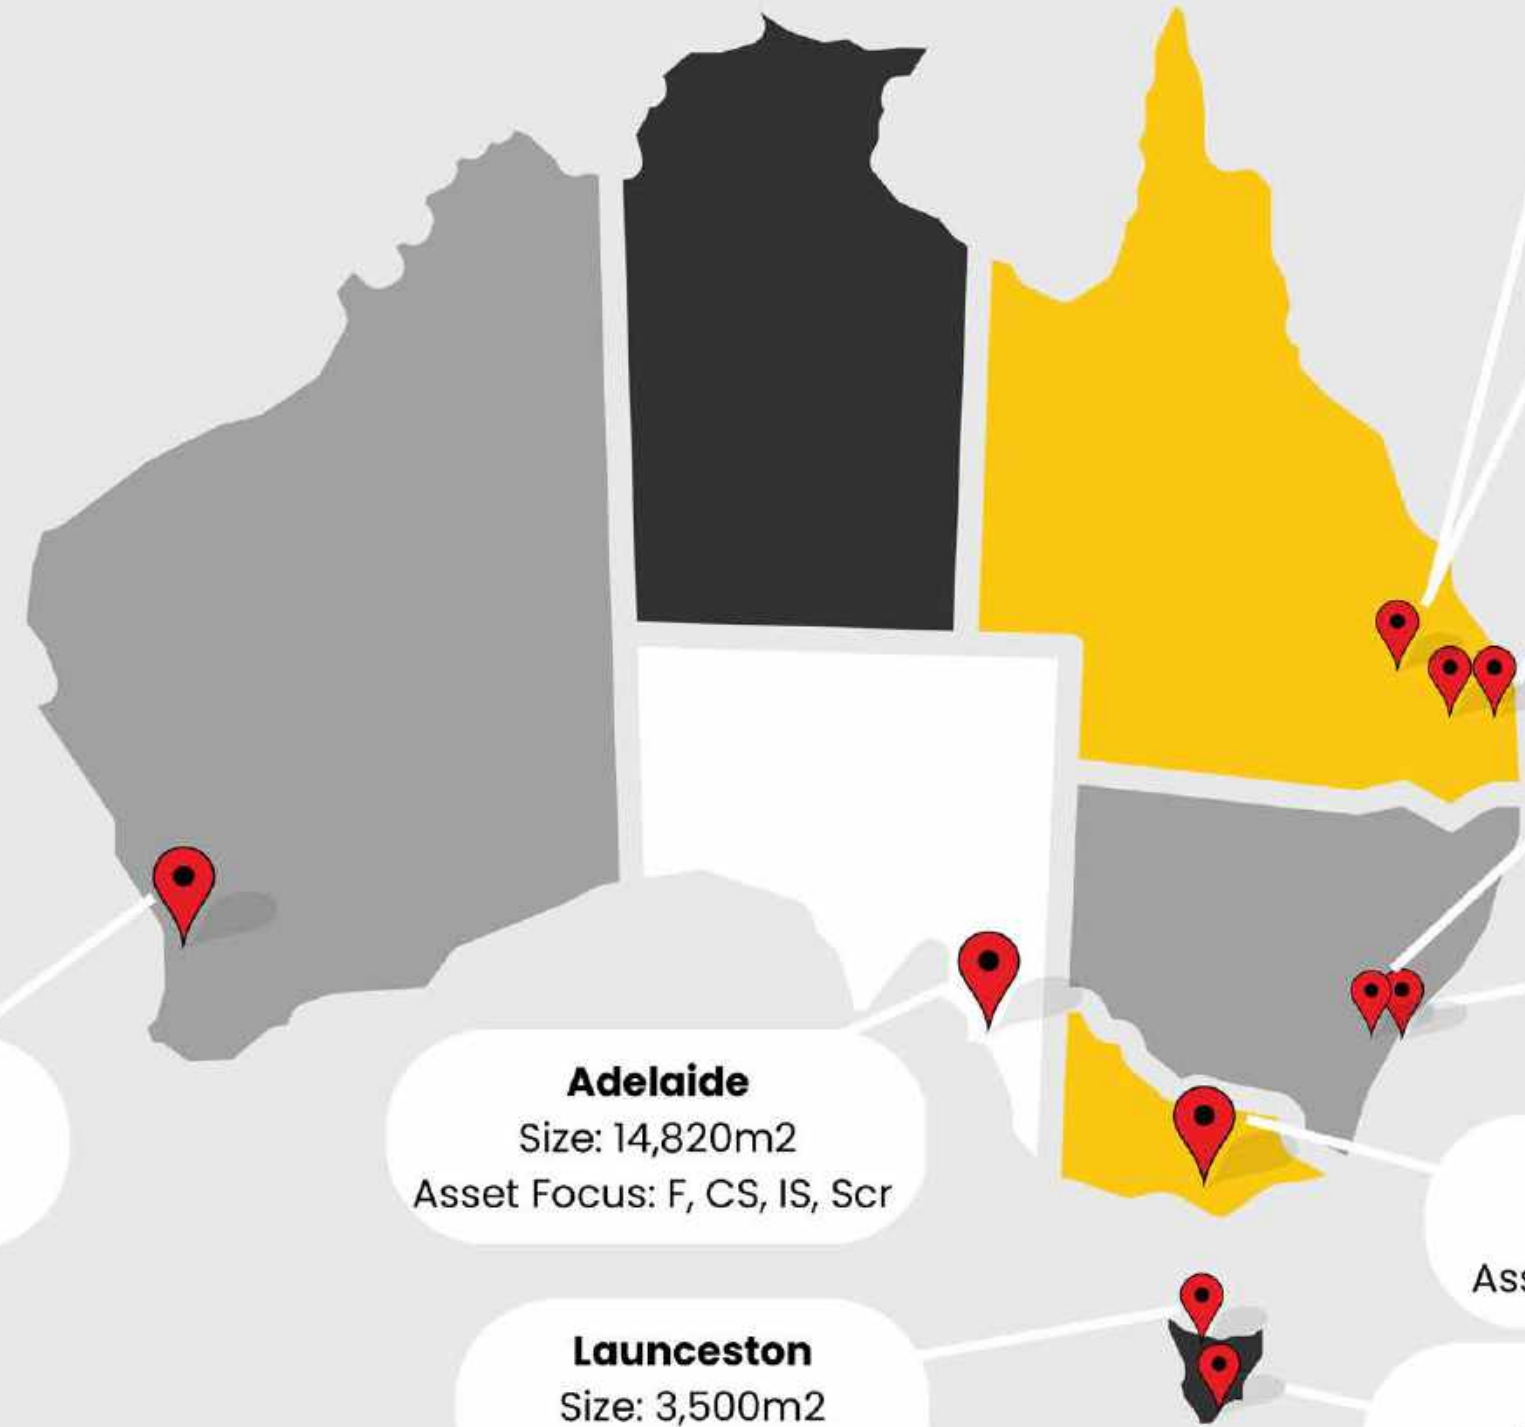 Adelaide
Size: 14,820m2
Asset Focus: F, CS, IS, Scr
Launceston
Size: 3,500m2